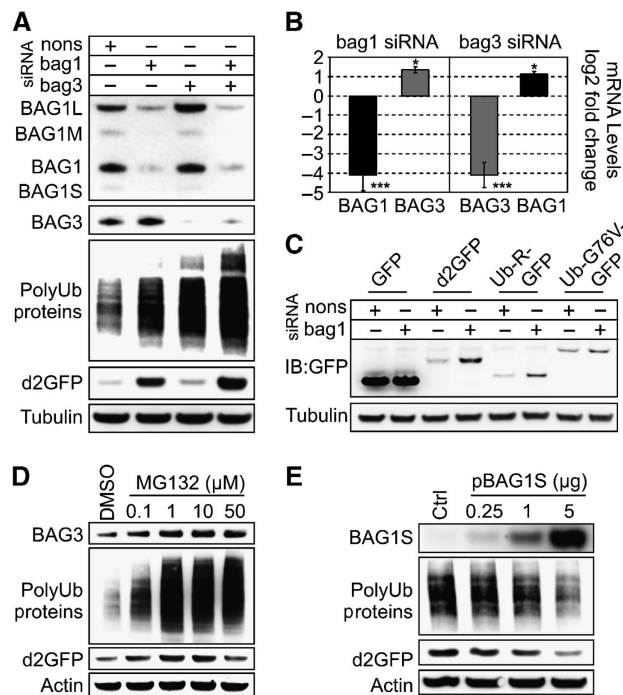 A
siRNA
nons + − − −
bag1 − + − +
bag3 − − + +
BAG1L
BAG1M
BAG1
BAG1S
BAG3
PolyUb
proteins
d2GFP
Tubulin
B
bag1 siRNA bag3 siRNA
2
1
0
−1
−2
−3
−4
−5
* *
*** ***
BAG1 BAG3 BAG3 BAG1
mRNA Levels
log2 fold change
C
GFP d2GFP Ub-R-GFP Ub-G76V-GFP
siRNA
nons + − + − + − + −
bag1 − + − + − + − +
IB:GFP
Tubulin
D
DMSO MG132 (μM)
0.1 1 10 50
BAG3
PolyUb
proteins
d2GFP
Actin
E
Ctrl pBAG1S (μg)
0.25 1 5
BAG1S
PolyUb
proteins
d2GFP
Actin